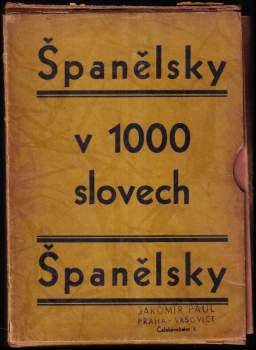 Španělsky
v 1000
slovech
Španělsky
JAROMÍR PAUL
PRAHA-VRŠOVICE